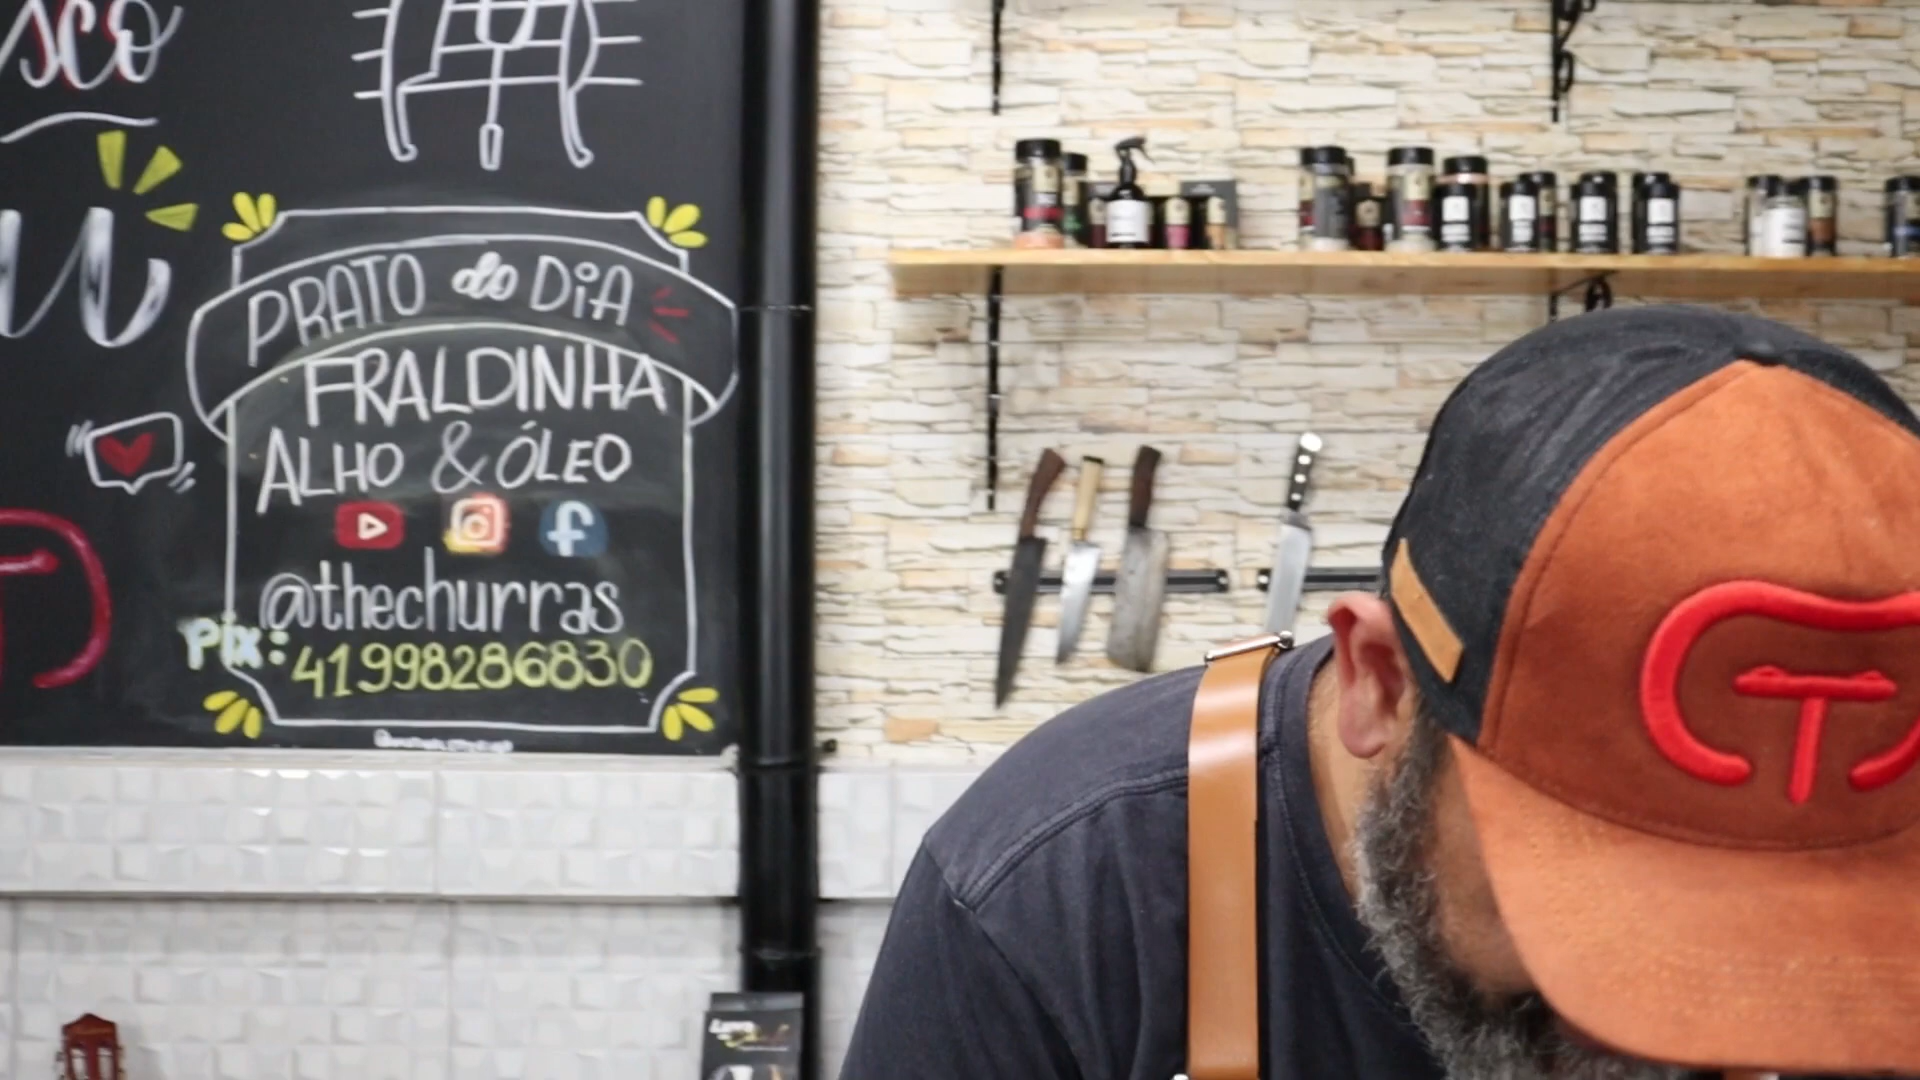 PRATO do DiA
FRALDINHA
ALHO & ÓLEO
@thechurras
Pix:
41998286830